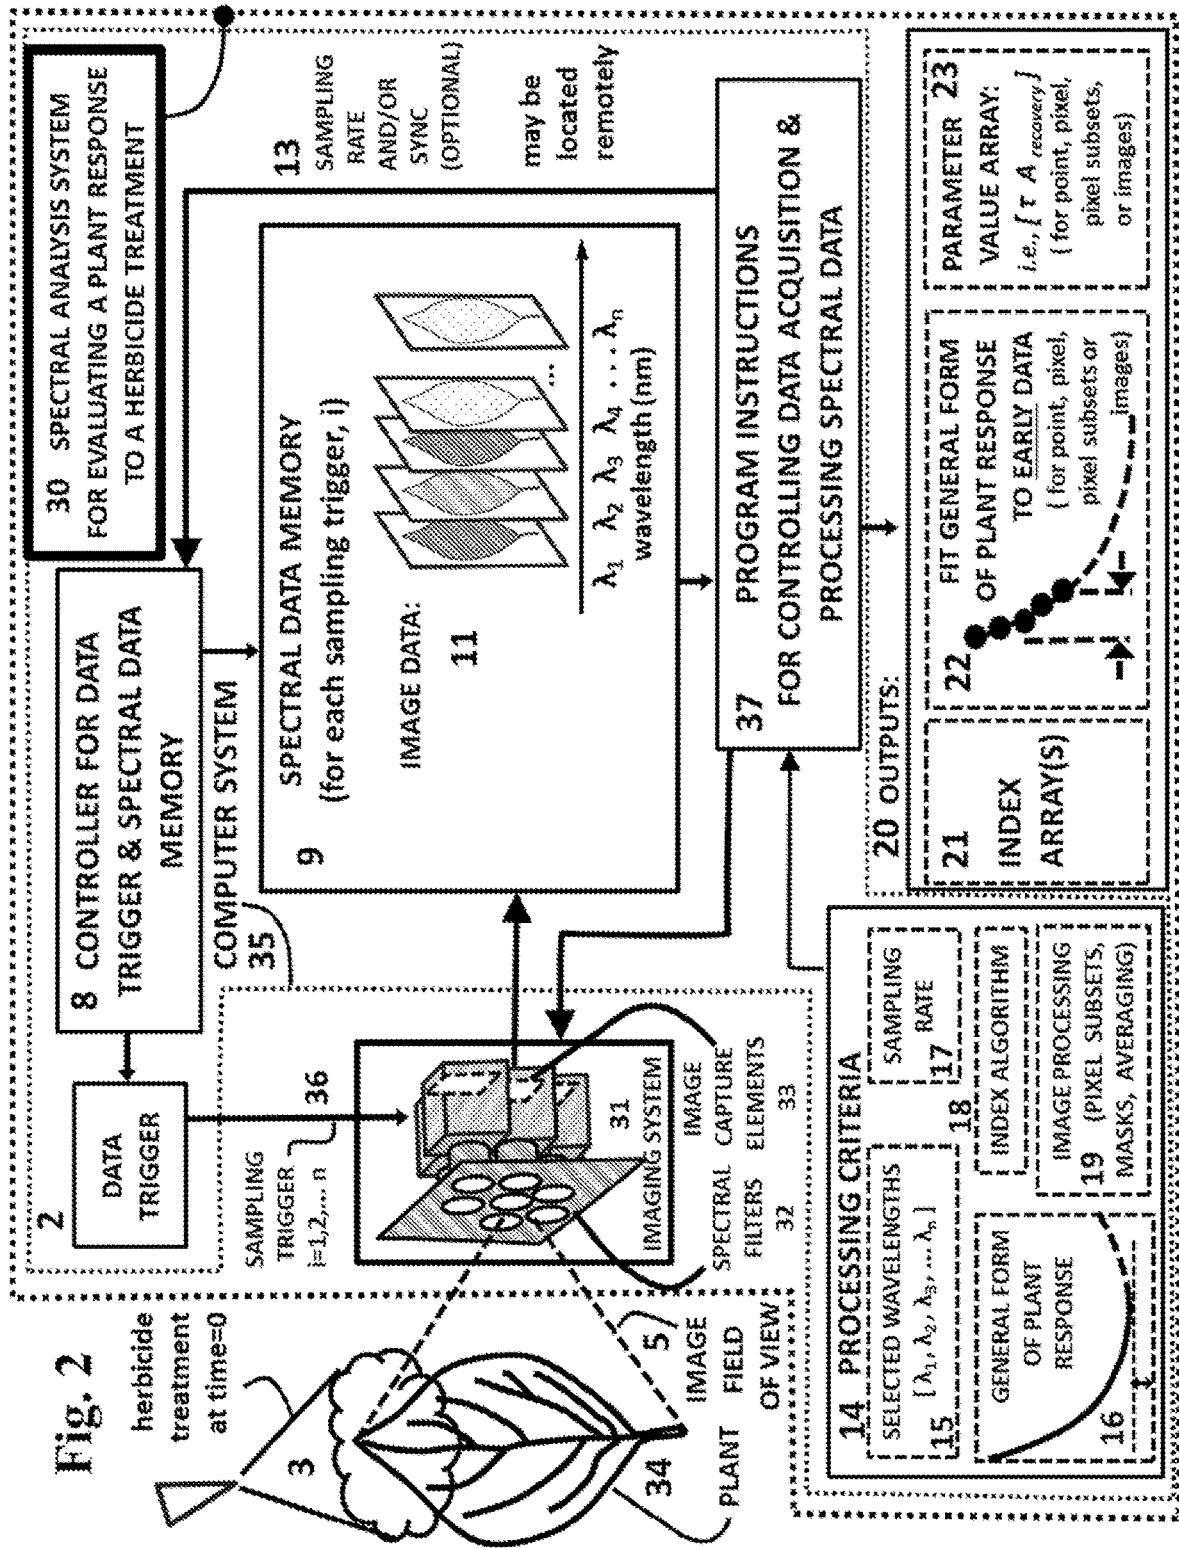 Fig. 2
herbicide
treatment
at time=0
3
34
PLANT
5
IMAGE
FIELD
OF VIEW
2
DATA
TRIGGER
SAMPLING
TRIGGER
i=1,2,... n
36
31
IMAGING SYSTEM
SPECTRAL
FILTERS
32
IMAGE
CAPTURE
ELEMENTS
33
8 CONTROLLER FOR DATA
TRIGGER & SPECTRAL DATA
MEMORY
COMPUTER SYSTEM
35
30 SPECTRAL ANALYSIS SYSTEM
FOR EVALUATING A PLANT RESPONSE
TO A HERBICIDE TREATMENT
9
SPECTRAL DATA MEMORY
(for each sampling trigger, i)
IMAGE DATA:
11
...
λ1 λ2 λ3 λ4 ... λn
wavelength (nm)
13
SAMPLING
RATE
AND/OR
SYNC
(OPTIONAL)
may be
located
remotely
37 PROGRAM INSTRUCTIONS
FOR CONTROLLING DATA ACQUISITION &
PROCESSING SPECTRAL DATA
14 PROCESSING CRITERIA
SELECTED WAVELENGTHS
15 [ λ1, λ2, λ3, ... λn ]
SAMPLING
RATE
17
18
INDEX ALGORITHM
GENERAL FORM
OF PLANT
RESPONSE
16
τ
IMAGE PROCESSING
19 (PIXEL SUBSETS,
MASKS, AVERAGING)
20 OUTPUTS:
21
INDEX
ARRAY(S)
22
FIT GENERAL FORM
OF PLANT RESPONSE
TO EARLY DATA
( for point, pixel,
pixel subsets or
images)
PARAMETER 23
VALUE ARRAY:
i.e., [ τ A recovery]
( for point, pixel,
pixel subsets,
or images)